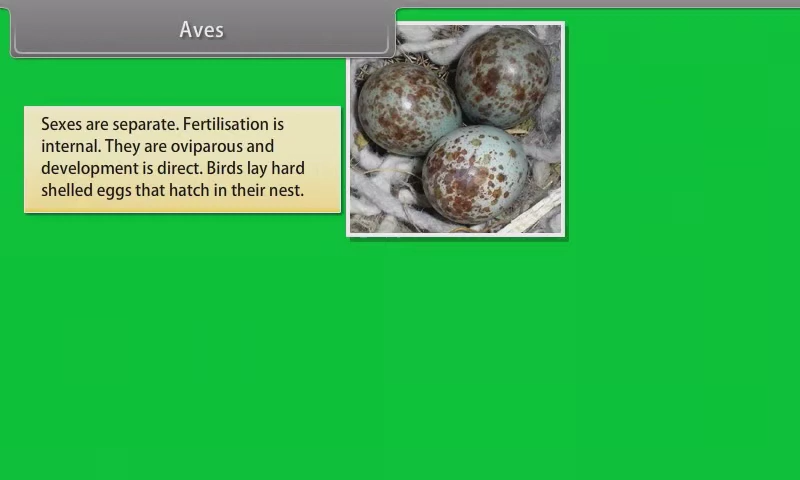 Aves
Sexes are separate. Fertilisation is
internal. They are oviparous and
development is direct. Birds lay hard
shelled eggs that hatch in their nest.